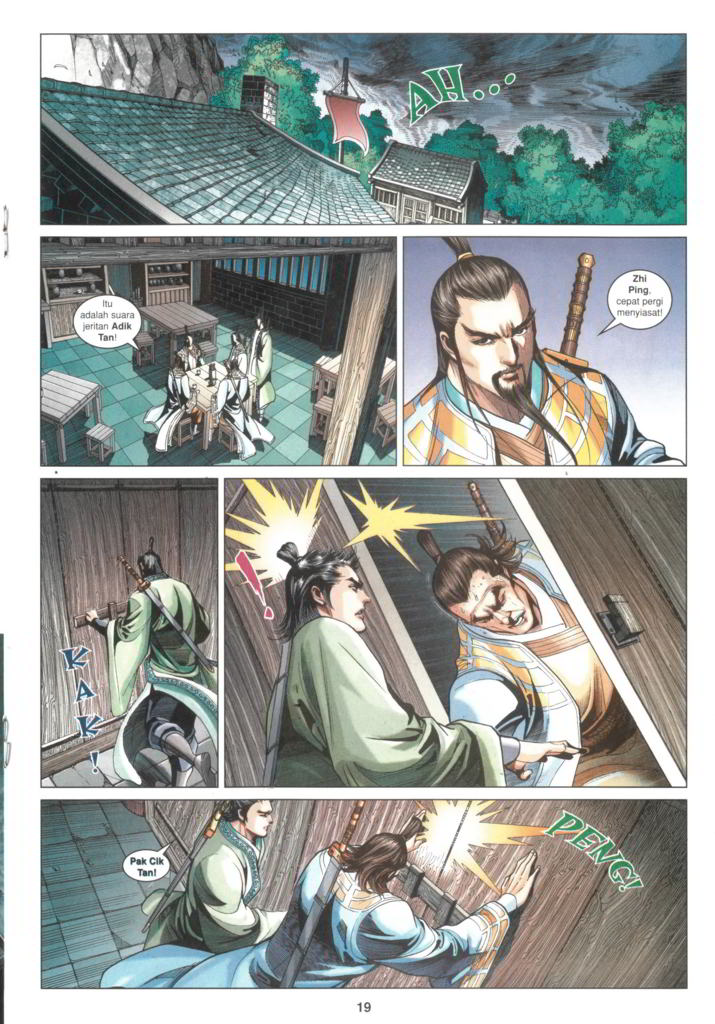 AH...
Itu
adalah suara
jeritan Adik
Tan!
Zhi
Ping,
cepat pergi
menyiasat!
KAK!
!
Pak Cik
Tan!
PENG!
19